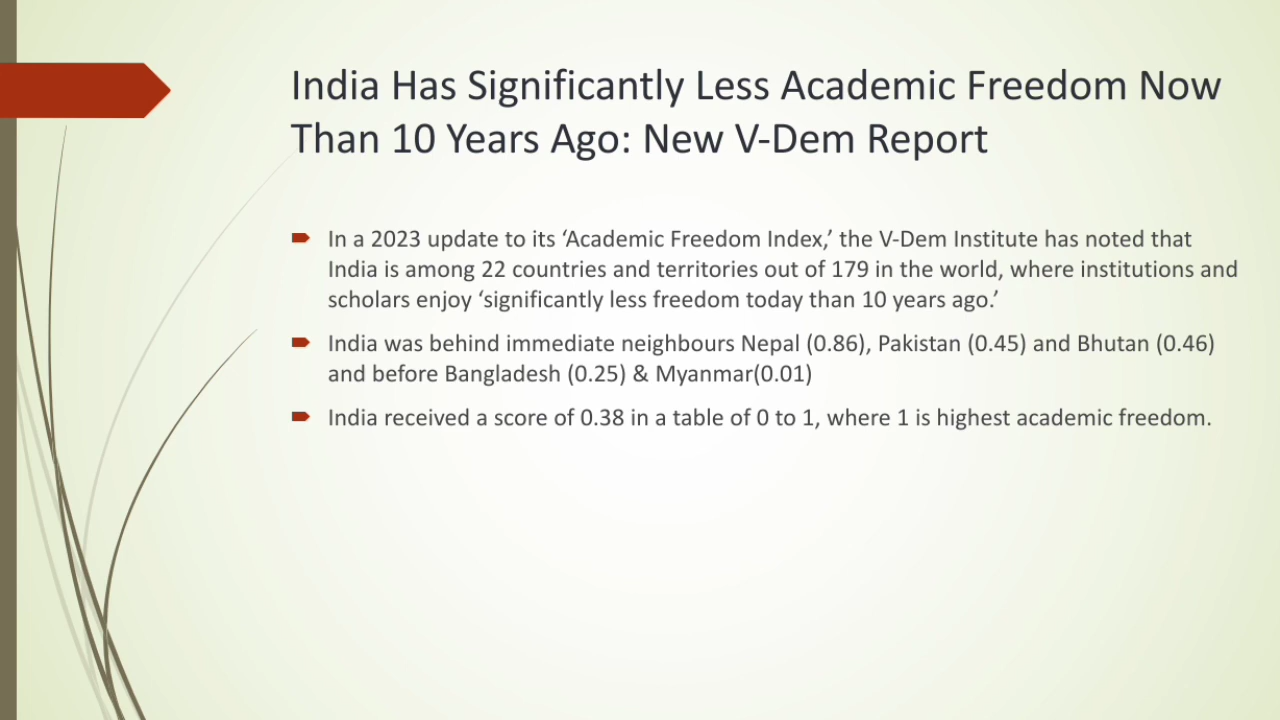 India Has Significantly Less Academic Freedom Now
Than 10 Years Ago: New V-Dem Report
In a 2023 update to its ‘Academic Freedom Index,’ the V-Dem Institute has noted that
India is among 22 countries and territories out of 179 in the world, where institutions and
scholars enjoy ‘significantly less freedom today than 10 years ago.’
India was behind immediate neighbours Nepal (0.86), Pakistan (0.45) and Bhutan (0.46)
and before Bangladesh (0.25) & Myanmar(0.01)
India received a score of 0.38 in a table of 0 to 1, where 1 is highest academic freedom.